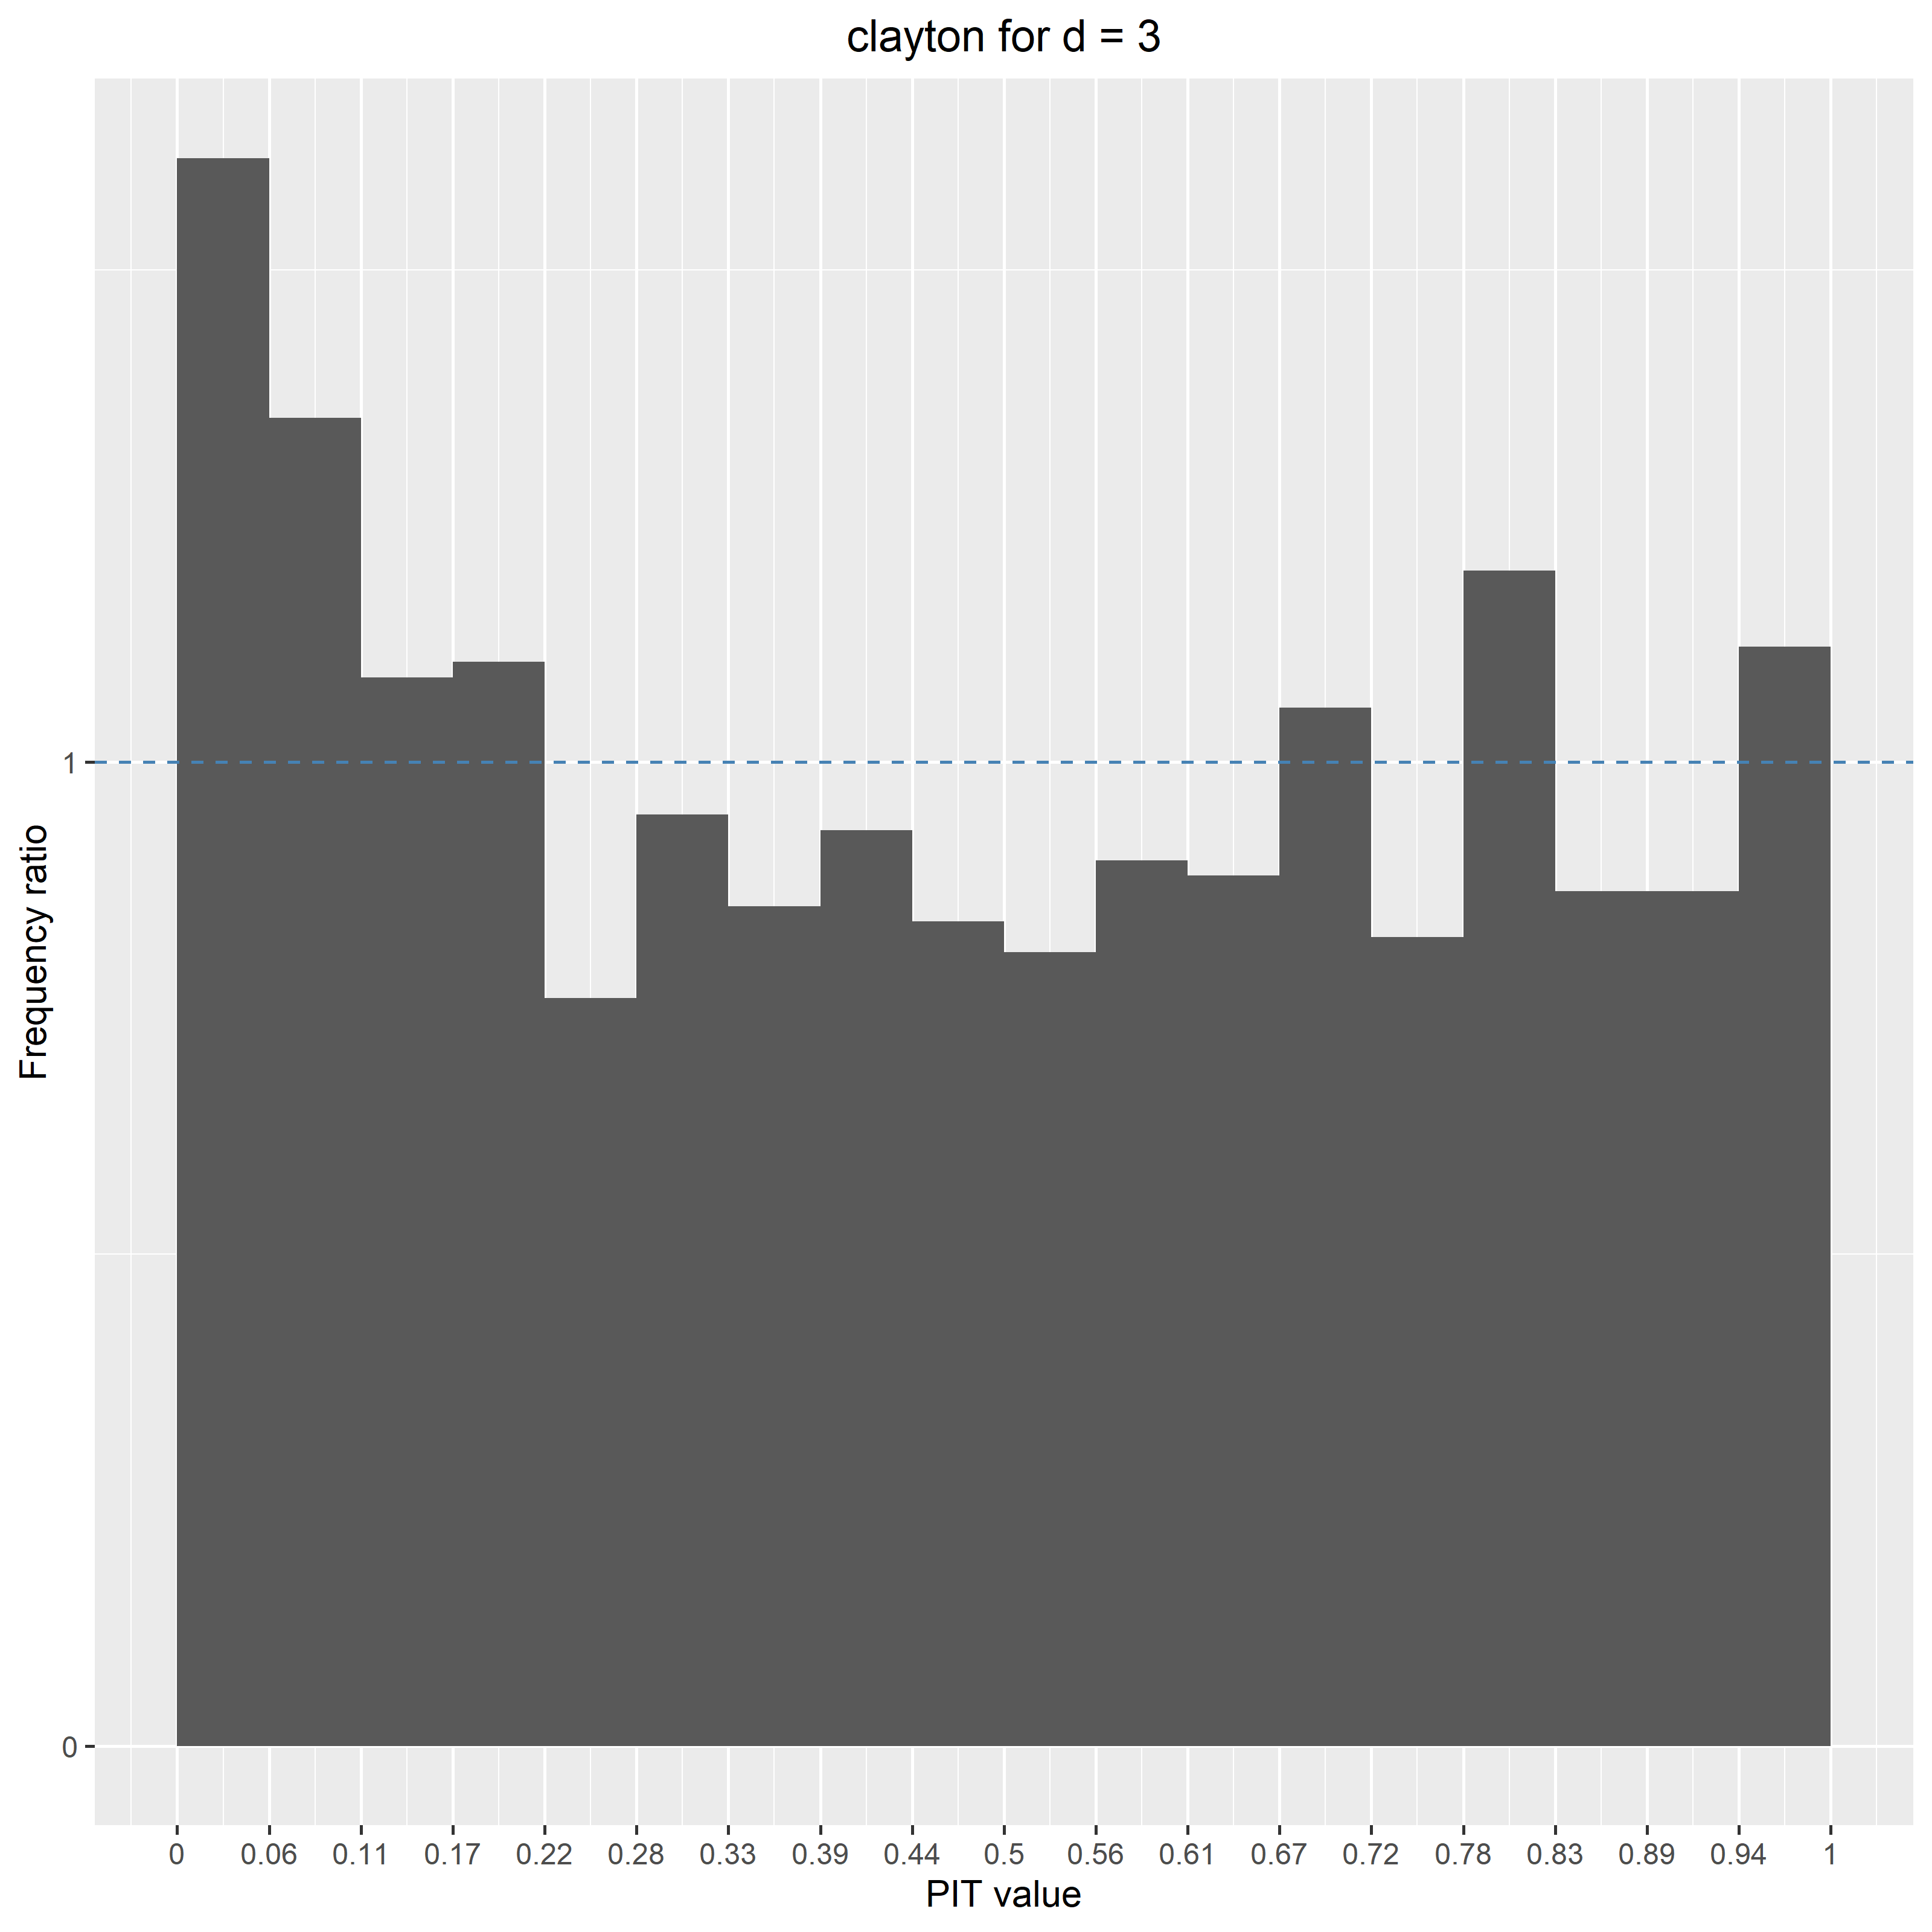 clayton for d = 3
Frequency ratio
1
0
0 0.06 0.11 0.17 0.22 0.28 0.33 0.39 0.44 0.5 0.56 0.61 0.67 0.72 0.78 0.83 0.89 0.94 1
PIT value